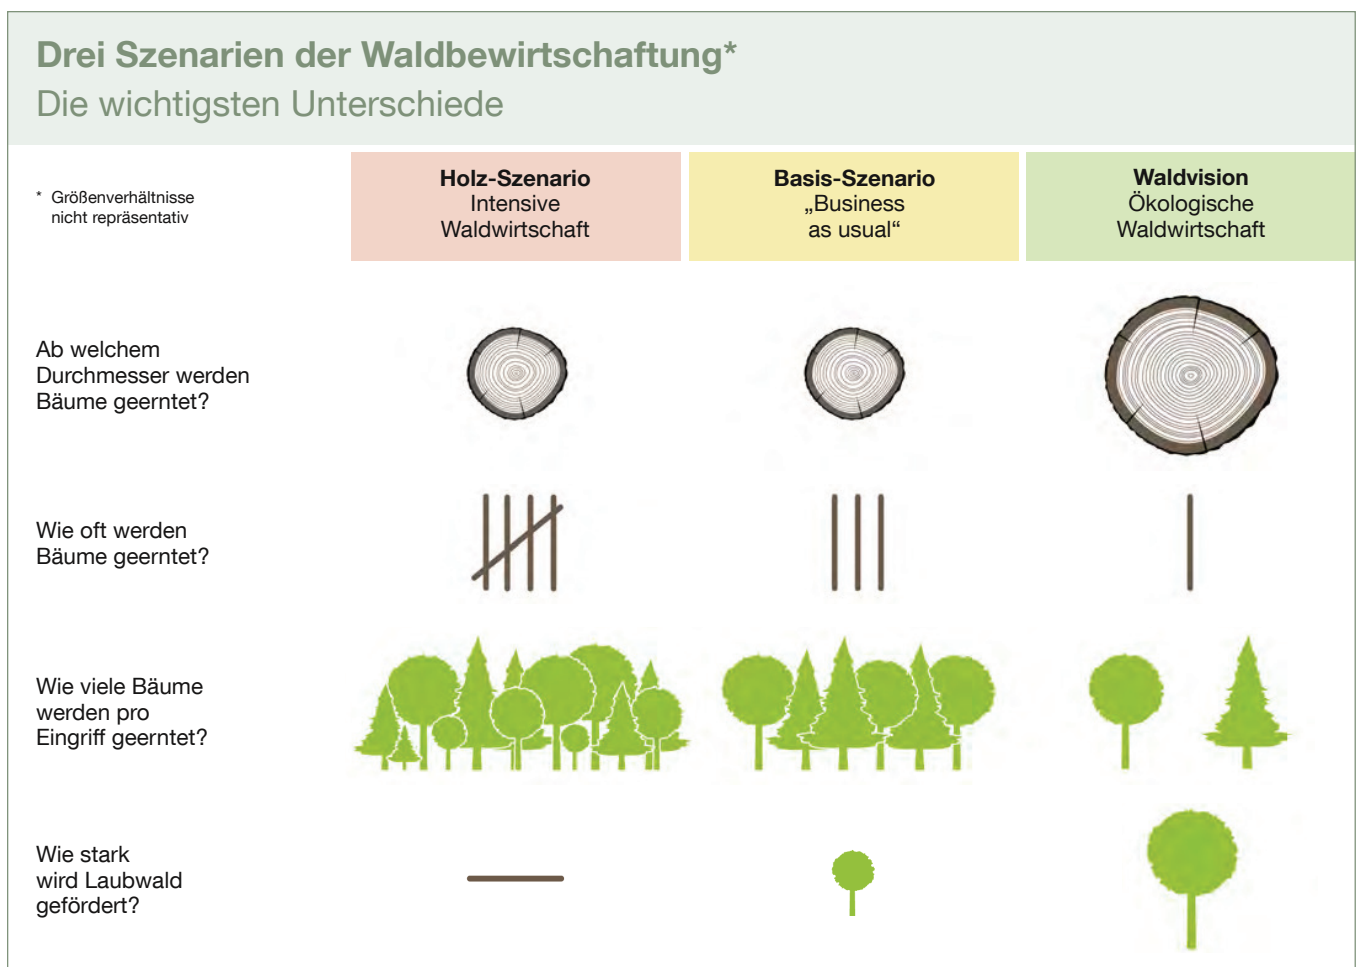 Drei Szenarien der Waldbewirtschaftung*
Die wichtigsten Unterschiede
* Größenverhältnisse
nicht repräsentativ
Holz-Szenario
Intensive
Waldwirtschaft
Basis-Szenario
„Business
as usual“
Waldvision
Ökologische
Waldwirtschaft
Ab welchem
Durchmesser werden
Bäume geerntet?
Wie oft werden
Bäume geerntet?
Wie viele Bäume
werden pro
Eingriff geerntet?
Wie stark
wird Laubwald
gefördert?